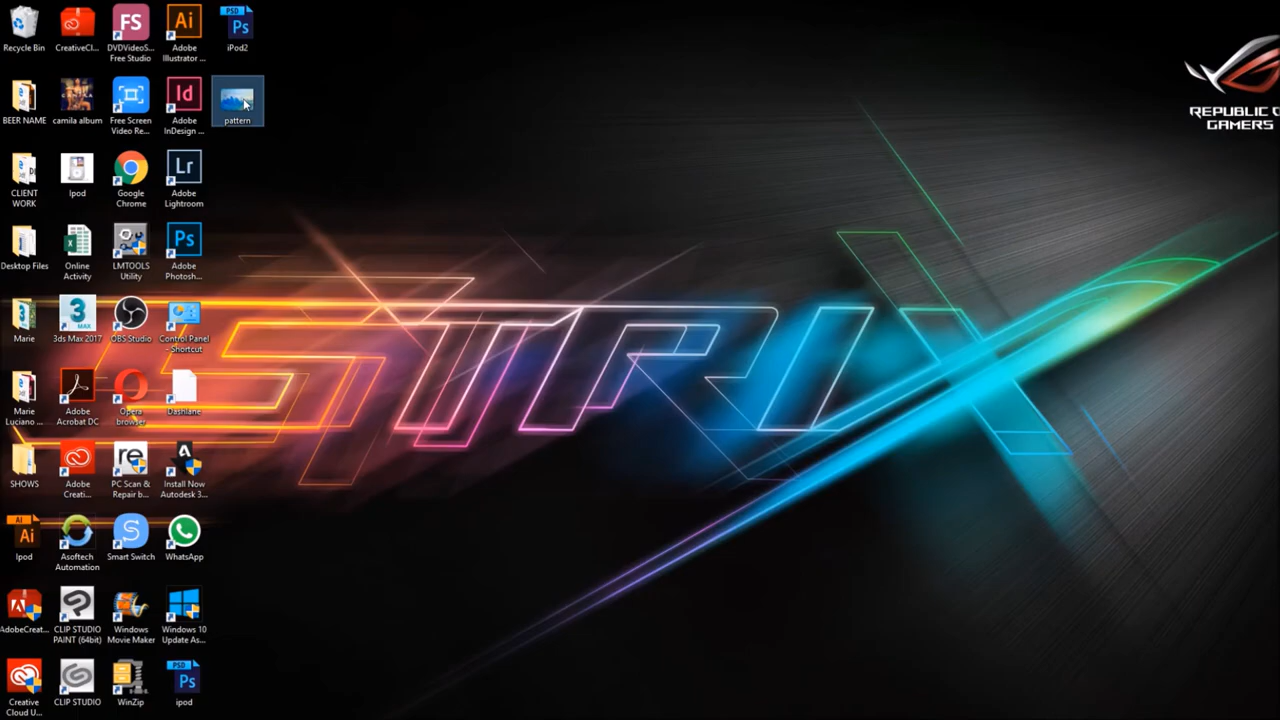 Recycle Bin
CreativeCl...
FS
DVDVideoS...
Free Studio
Ai
Adobe
Illustrator ...
PSD
Ps
iPod2
BEER NAME
camila album
Free Screen
Video Re...
Id
Adobe
InDesign ...
pattern
CLIENT
WORK
Ipod
Google
Chrome
Lr
Adobe
Lightroom
Desktop Files
Online
Activity
LMTOOLS
Utility
Ps
Adobe
Photosh...
Marie
3
MAX
3ds Max 2017
OBS Studio
Control Panel
- Shortcut
Marie
Luciano ...
Adobe
Acrobat DC
Opera
browser
Dashlane
SHOWS
Adobe
Creati...
re
PC Scan &
Repair b...
A
Install Now
Autodesk 3...
AI
Ai
Ipod
Asoftech
Automation
S
Smart Switch
WhatsApp
AdobeCreat...
CLIP STUDIO
PAINT (64bit)
Windows
Movie Maker
Windows 10
Update As...
Creative
Cloud U...
CLIP STUDIO
WinZip
PSD
Ps
ipod
STRIX
REPUBLIC O
GAMERS